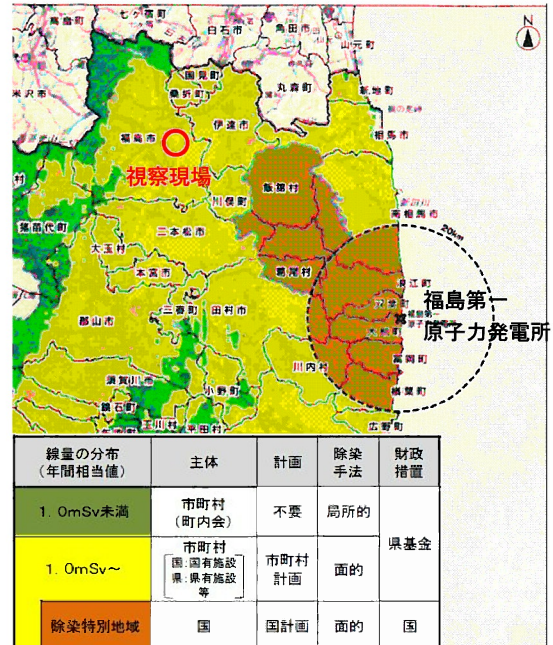 七ヶ宿町
白石市
角田市
山元町
N
国見町
丸森町
米沢市
桑折町
新地町
伊達市
福島市
相馬市
視察現場
飯舘村
村
川俣町
南相馬市
猪苗代町
二本松市
20km
大玉村
本宮市
葛尾村
浪江町
三春町
田村市
双葉町
福島第一
原子力発電所
郡山市
大熊町
川内村
富岡町
須賀川市
小野町
楢葉町
鏡石町
玉川村
平田村
広野町
線量の分布
(年間相当値)
主体
計画
除染
手法
財政
措置
1.0mSv未満
市町村
(町内会)
不要
局所的
県基金
1.0mSv～
市町村
国:国有施設
県:県有施設
等
市町村
計画
面的
除染特別地域
国
国計画
面的
国